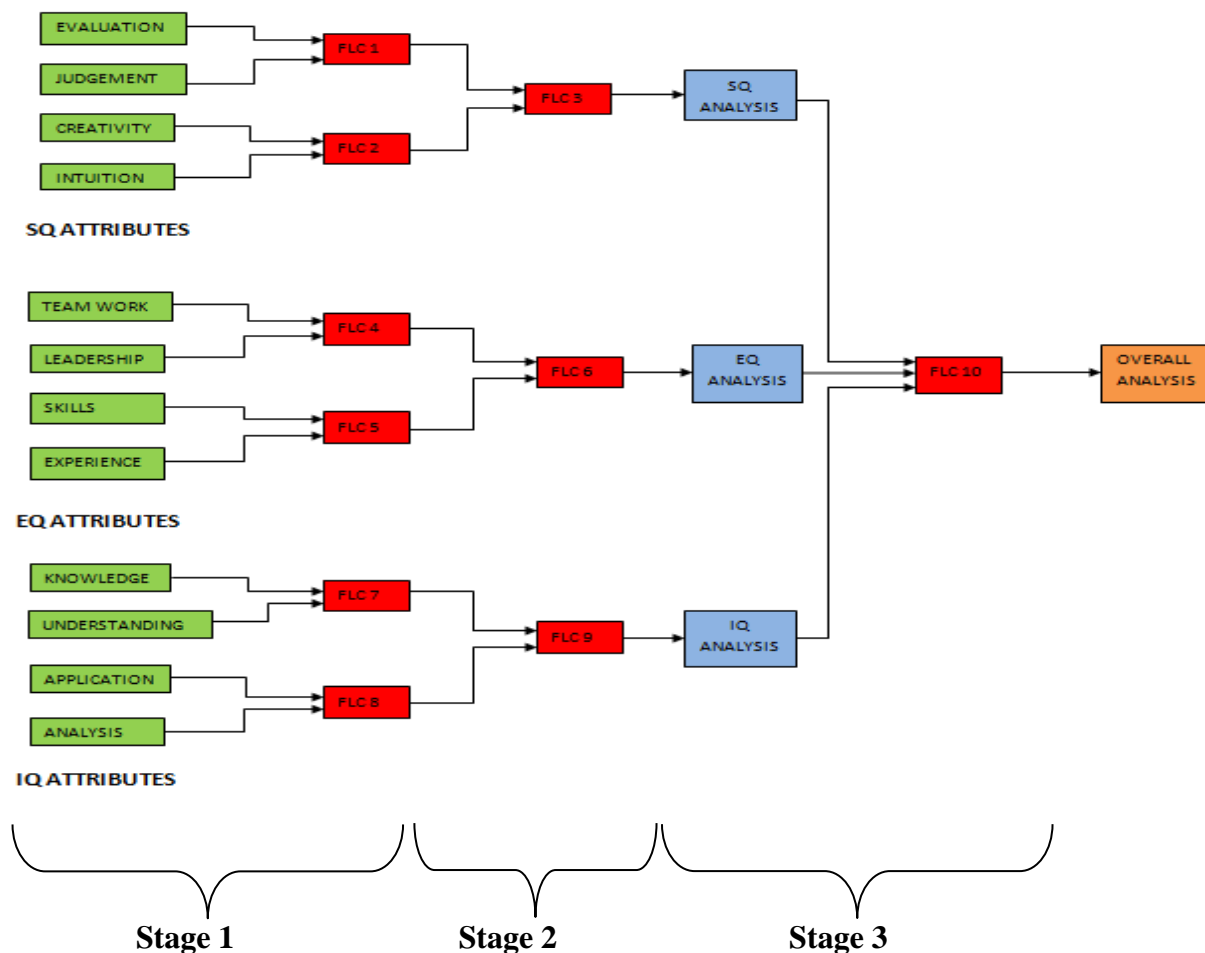 EVALUATION
JUDGEMENT
CREATIVITY
INTUITION
SQ ATTRIBUTES
FLC 1
FLC 2
FLC 3
SQ
ANALYSIS
TEAM WORK
LEADERSHIP
SKILLS
EXPERIENCE
EQ ATTRIBUTES
FLC 4
FLC 5
FLC 6
EQ
ANALYSIS
FLC 10
OVERALL
ANALYSIS
KNOWLEDGE
UNDERSTANDING
APPLICATION
ANALYSIS
IQ ATTRIBUTES
FLC 7
FLC 8
FLC 9
IQ
ANALYSIS
Stage 1
Stage 2
Stage 3